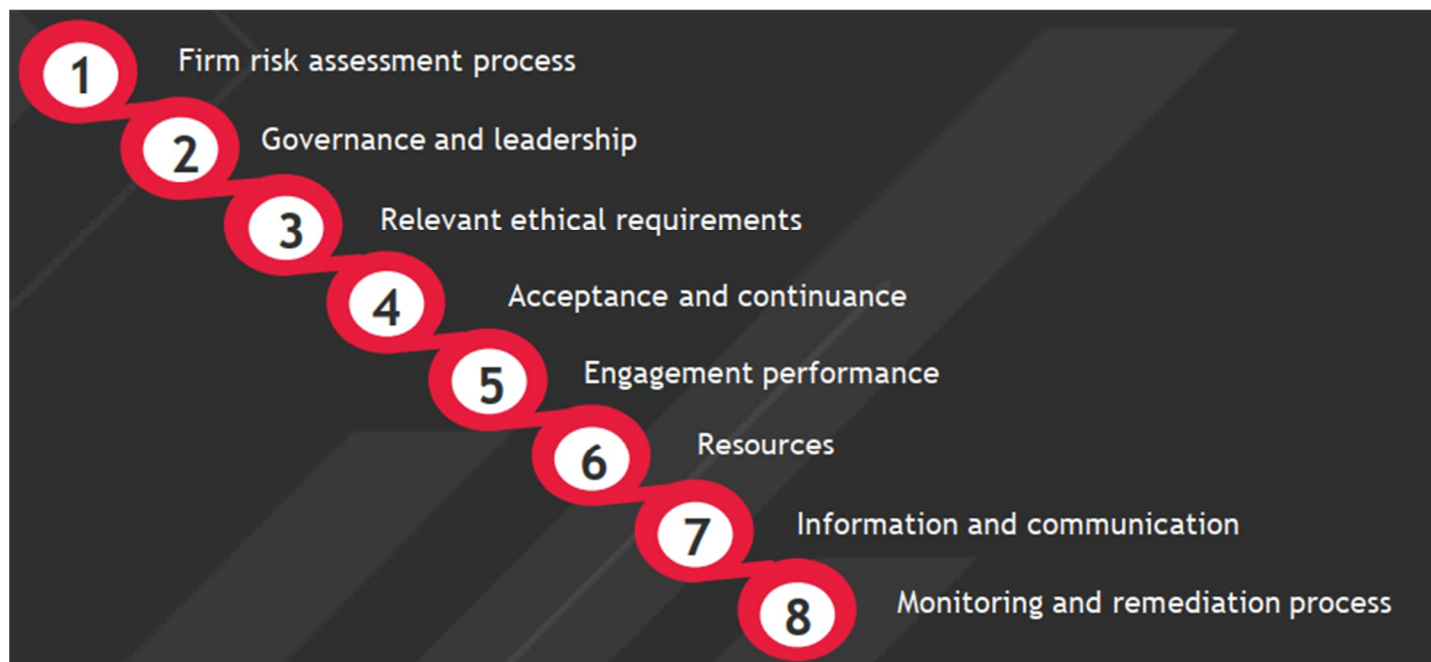 1 Firm risk assessment process
2 Governance and leadership
3 Relevant ethical requirements
4 Acceptance and continuance
5 Engagement performance
6 Resources
7 Information and communication
8 Monitoring and remediation process